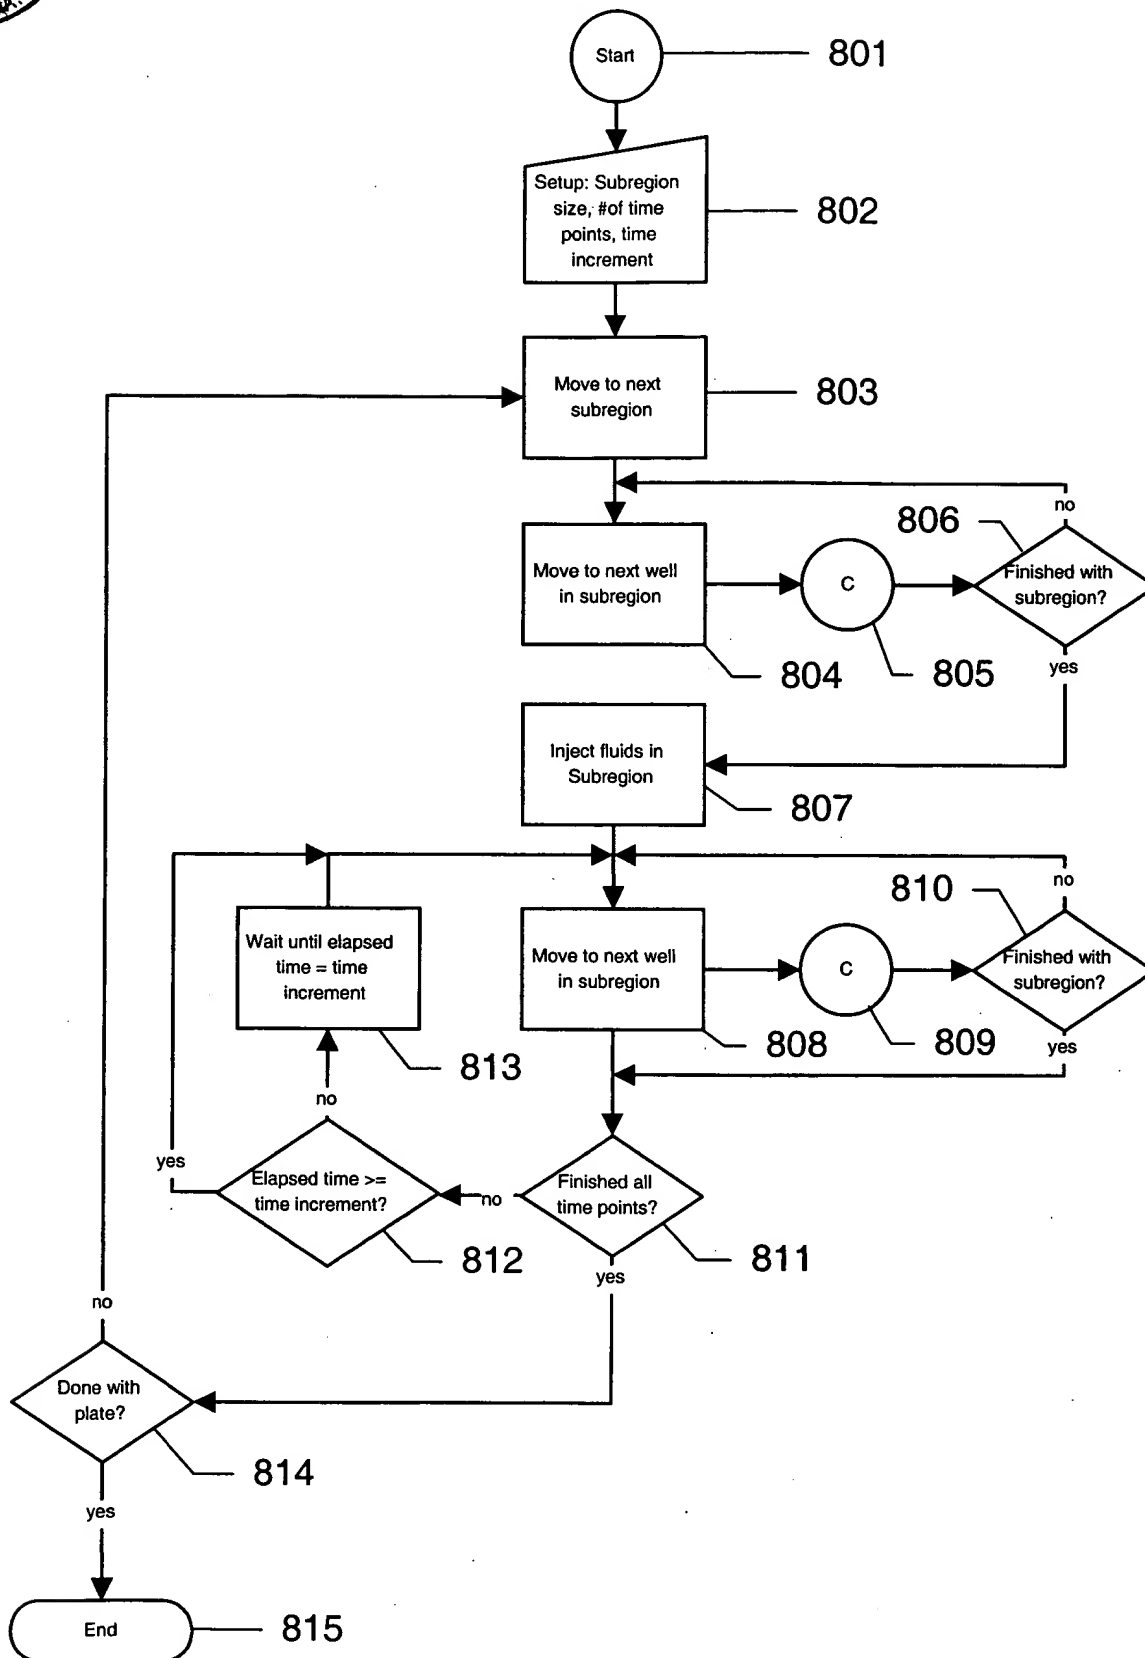 Start
801
Setup: Subregion
size, #of time
points, time
increment
802
Move to next
subregion
803
no
806
Move to next well
in subregion
C
Finished with
subregion?
804
805
yes
Inject fluids in
Subregion
807
no
810
Wait until elapsed
time = time
increment
Move to next well
in subregion
C
Finished with
subregion?
808
809
yes
813
no
yes
Elapsed time >=
time increment?
no
Finished all
time points?
812
811
yes
no
Done with
plate?
814
yes
End
815